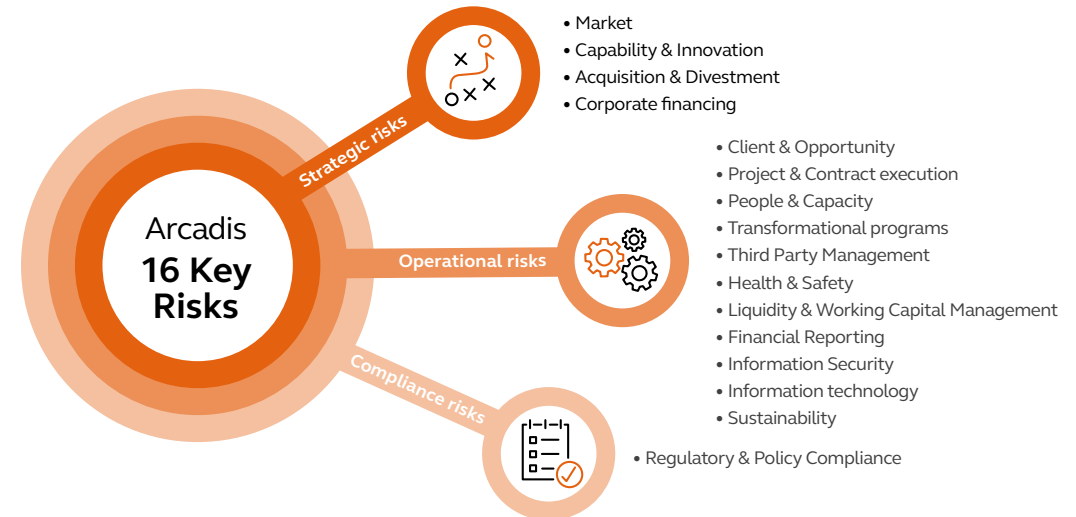 Arcadis
16 Key
Risks
Strategic risks
• Market
• Capability & Innovation
• Acquisition & Divestment
• Corporate financing
Operational risks
• Client & Opportunity
• Project & Contract execution
• People & Capacity
• Transformational programs
• Third Party Management
• Health & Safety
• Liquidity & Working Capital Management
• Financial Reporting
• Information Security
• Information technology
• Sustainability
Compliance risks
• Regulatory & Policy Compliance